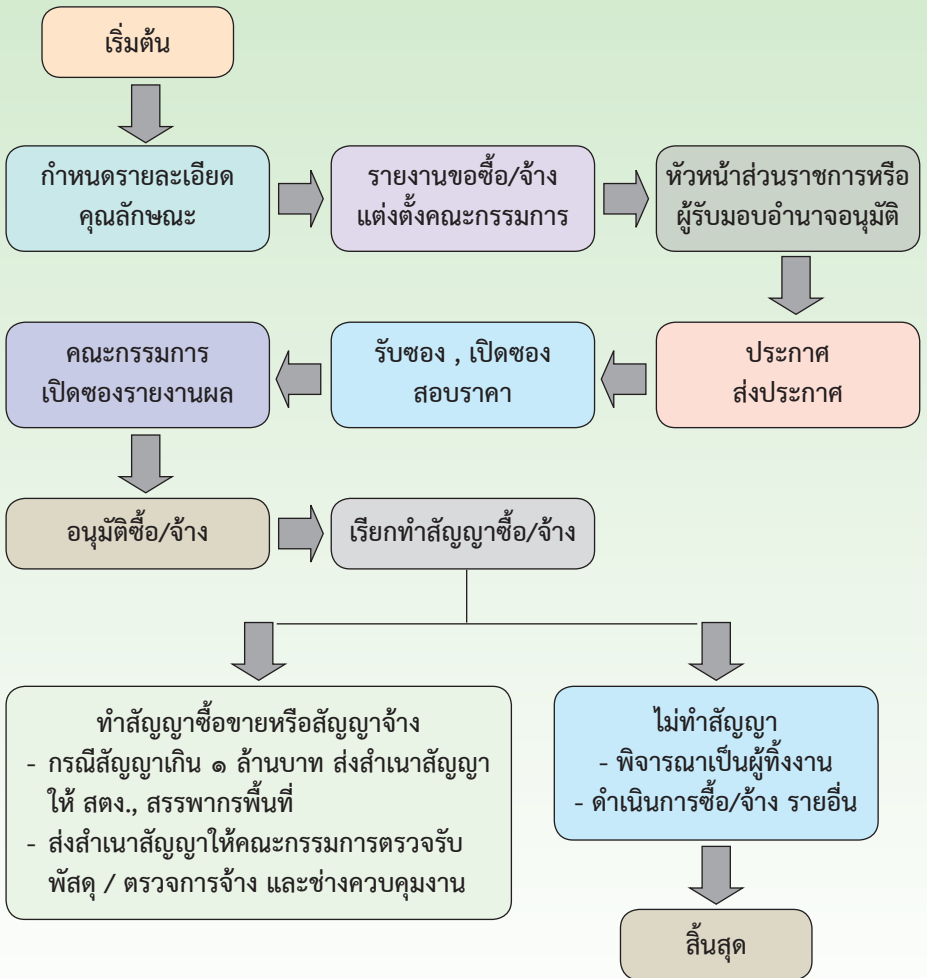 เริ่มต้น
กำหนดรายละเอียด
คุณลักษณะ
รายงานขอซื้อ/จ้าง
แต่งตั้งคณะกรรมการ
หัวหน้าส่วนราชการหรือ
ผู้รับมอบอำนาจอนุมัติ
ประกาศ
ส่งประกาศ
รับซอง , เปิดซอง
สอบราคา
คณะกรรมการ
เปิดซองรายงานผล
อนุมัติซื้อ/จ้าง
เรียกทำสัญญาซื้อ/จ้าง
ทำสัญญาซื้อขายหรือสัญญาจ้าง
- กรณีสัญญาเกิน ๑ ล้านบาท ส่งสำเนาสัญญา
ให้ สตง., สรรพากรพื้นที่
- ส่งสำเนาสัญญาให้คณะกรรมการตรวจรับ
พัสดุ / ตรวจการจ้าง และช่างควบคุมงาน
ไม่ทำสัญญา
- พิจารณาเป็นผู้ทิ้งงาน
- ดำเนินการซื้อ/จ้าง รายอื่น
สิ้นสุด